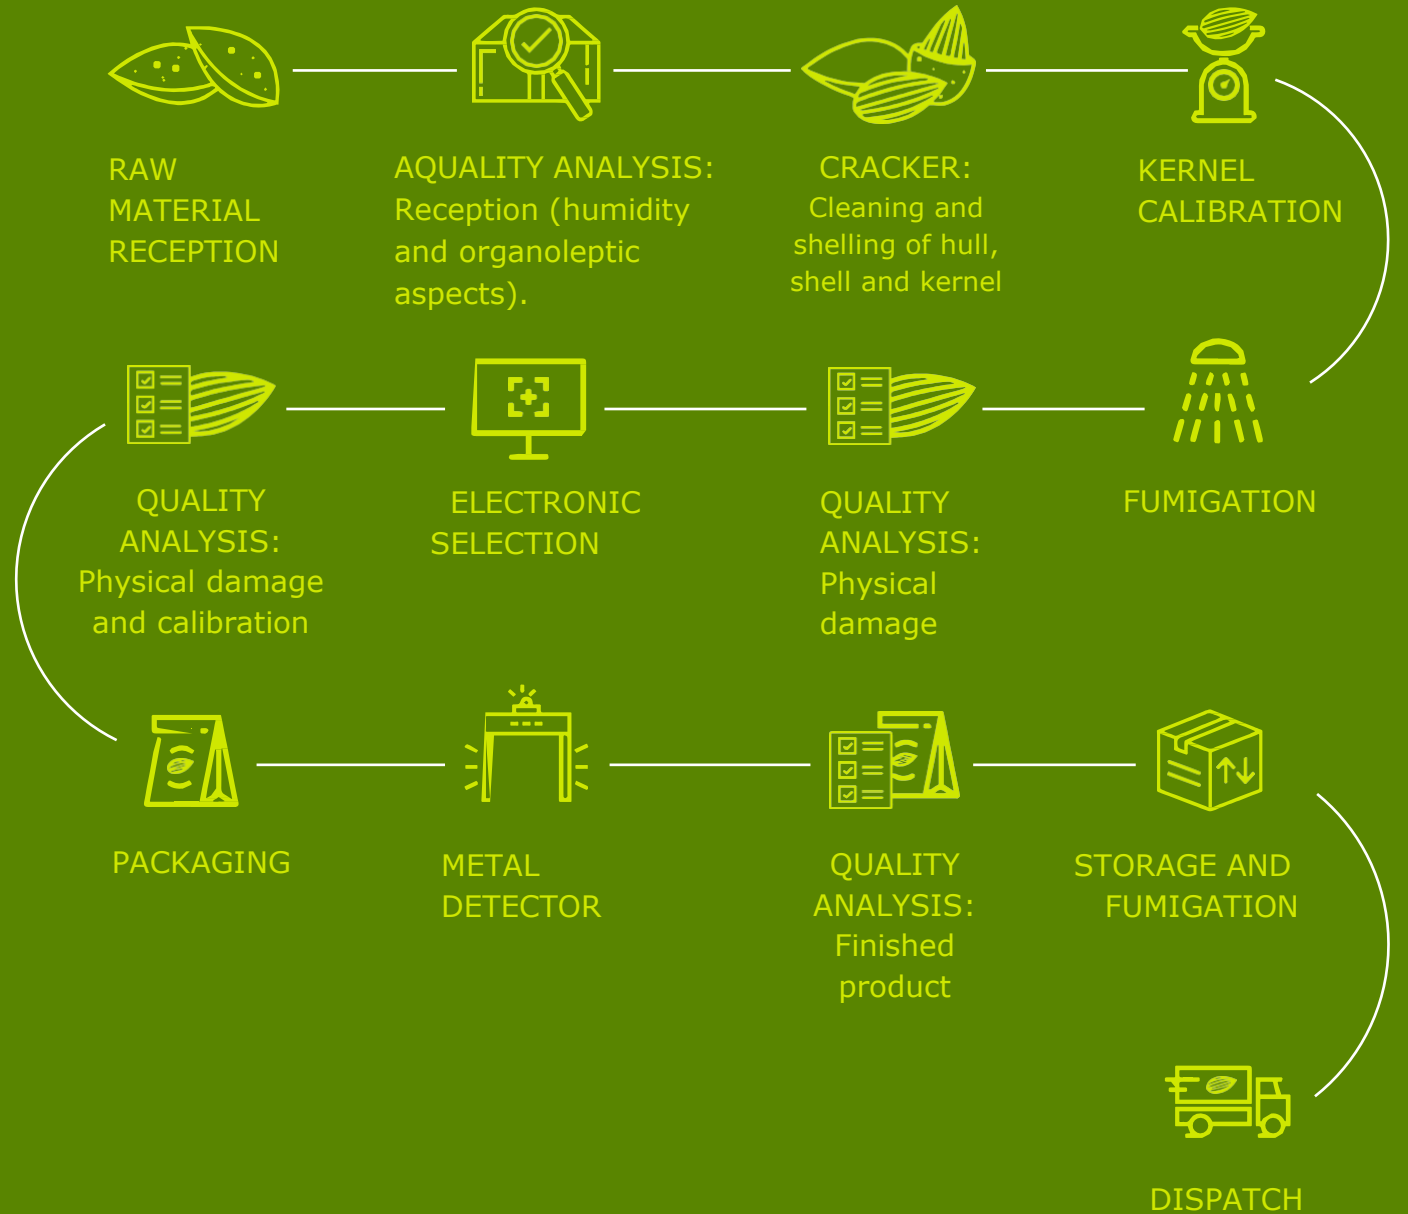 RAW
MATERIAL
RECEPTION
AQUALITY ANALYSIS:
Reception (humidity
and organoleptic
aspects).
CRACKER:
Cleaning and
shelling of hull,
shell and kernel
KERNEL
CALIBRATION
FUMIGATION
QUALITY
ANALYSIS:
Physical
damage
ELECTRONIC
SELECTION
QUALITY
ANALYSIS:
Physical damage
and calibration
PACKAGING
METAL
DETECTOR
QUALITY
ANALYSIS:
Finished
product
STORAGE AND
FUMIGATION
DISPATCH